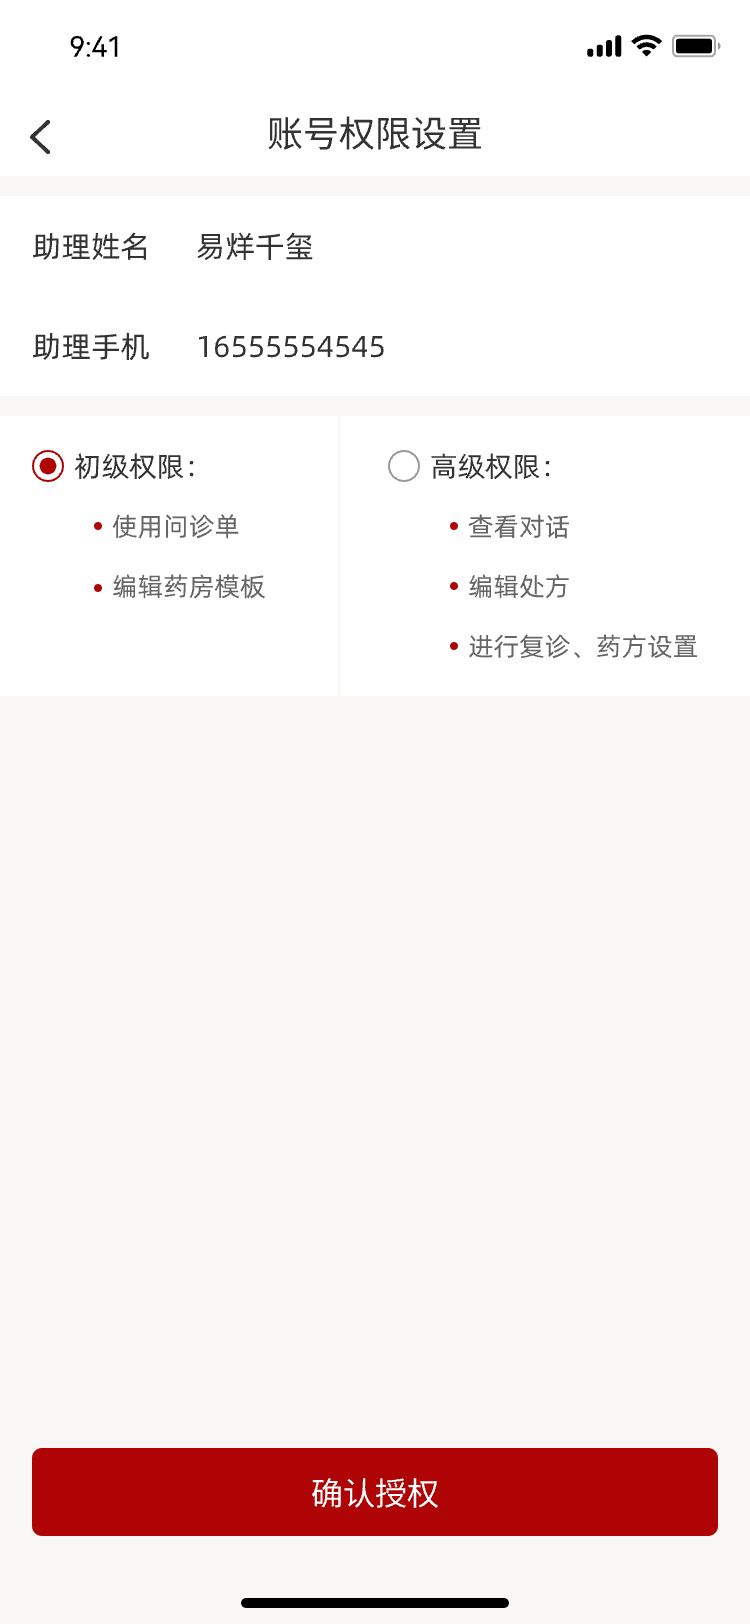 9:41
账号权限设置
助理姓名 易烊千玺
助理手机 16555554545
初级权限：
使用问诊单
编辑药房模板
高级权限：
查看对话
编辑处方
进行复诊、药方设置
确认授权